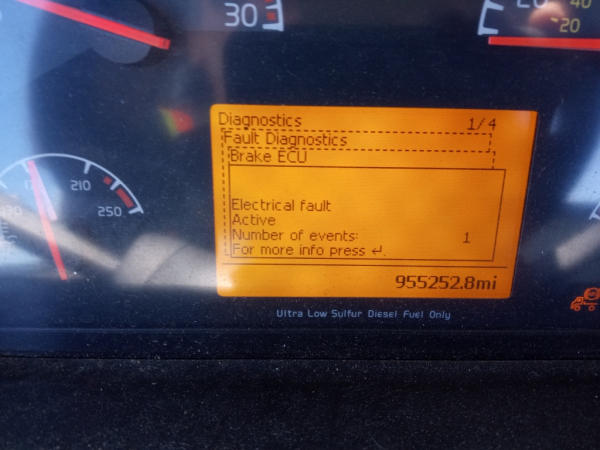 30
20
40
-20
Diagnostics 1/4
Fault Diagnostics
Brake ECU
Electrical fault
Active
Number of events: 1
For more info press ↵.
210
250
955252.8mi
Ultra Low Sulfur Diesel Fuel Only